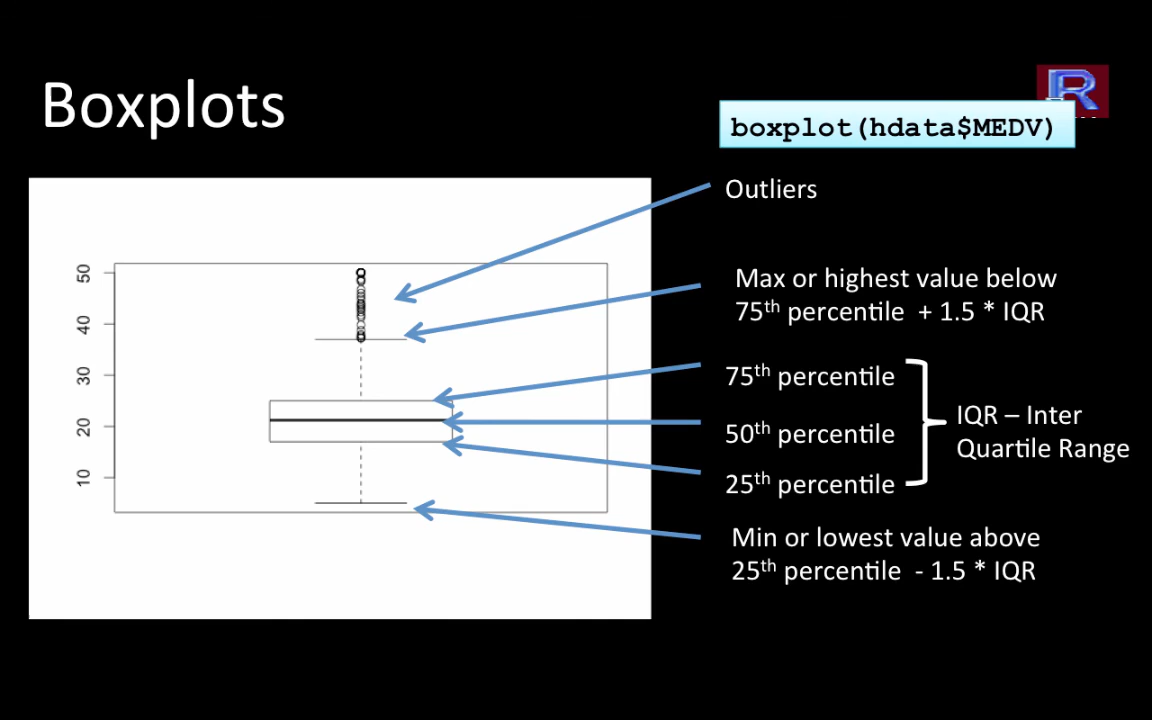 Boxplots
R
boxplot(hdata$MEDV)
Outliers
Max or highest value below
75th percentile + 1.5 * IQR
75th percentile
50th percentile
25th percentile
IQR – Inter
Quartile Range
Min or lowest value above
25th percentile - 1.5 * IQR
50
40
30
20
10